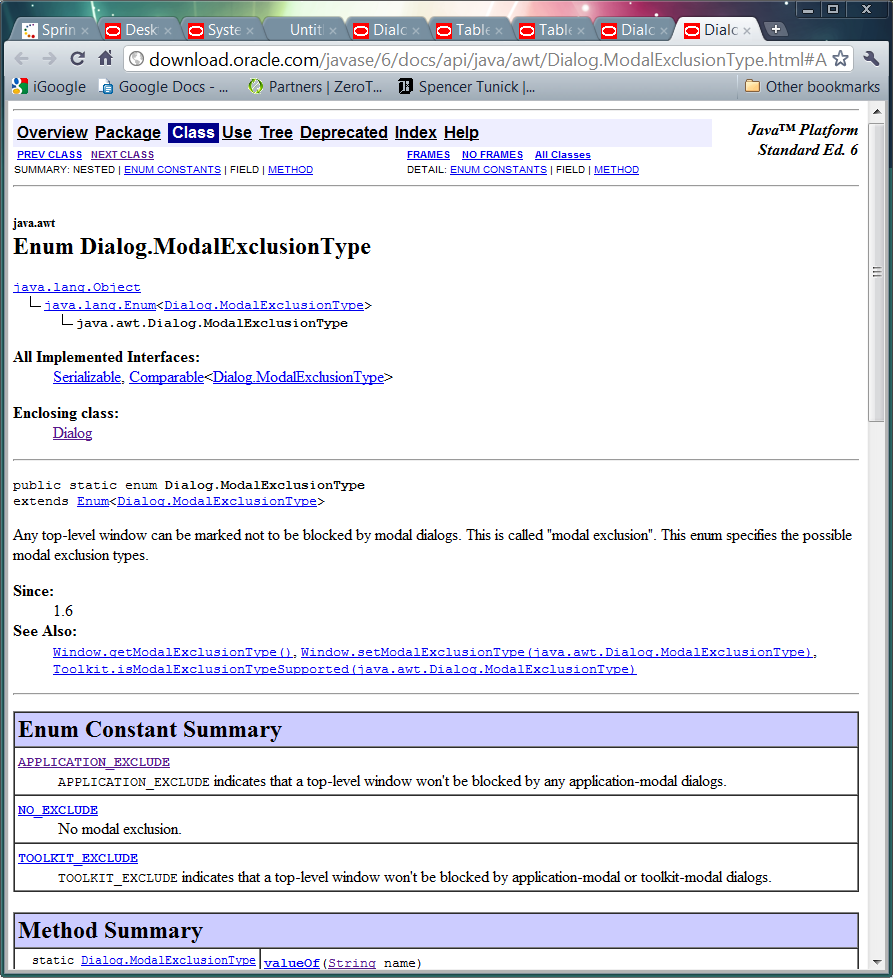 Sprin
Desk
Syste
Untitl
Dialc
Table
Table
Dialc
Dialc
download.oracle.com/javase/6/docs/api/java/awt/Dialog.ModalExclusionType.html#A
iGoogle Google Docs - ... Partners | ZeroT... Spencer Tunick |... Other bookmarks
Overview Package Class Use Tree Deprecated Index Help
Java™ Platform
Standard Ed. 6
PREV CLASS NEXT CLASS
FRAMES NO FRAMES All Classes
SUMMARY: NESTED | ENUM CONSTANTS | FIELD | METHOD
DETAIL: ENUM CONSTANTS | FIELD | METHOD
java.awt
Enum Dialog.ModalExclusionType
java.lang.Object
java.lang.Enum<Dialog.ModalExclusionType>
java.awt.Dialog.ModalExclusionType
All Implemented Interfaces:
Serializable, Comparable<Dialog.ModalExclusionType>
Enclosing class:
Dialog
public static enum Dialog.ModalExclusionType
extends Enum<Dialog.ModalExclusionType>
Any top-level window can be marked not to be blocked by modal dialogs. This is called "modal exclusion". This enum specifies the possible
modal exclusion types.
Since:
1.6
See Also:
Window.getModalExclusionType(), Window.setModalExclusionType(java.awt.Dialog.ModalExclusionType),
Toolkit.isModalExclusionTypeSupported(java.awt.Dialog.ModalExclusionType)
Enum Constant Summary
APPLICATION_EXCLUDE
APPLICATION_EXCLUDE indicates that a top-level window won't be blocked by any application-modal dialogs.
NO_EXCLUDE
No modal exclusion.
TOOLKIT_EXCLUDE
TOOLKIT_EXCLUDE indicates that a top-level window won't be blocked by application-modal or toolkit-modal dialogs.
Method Summary
static Dialog.ModalExclusionType valueOf(String name)